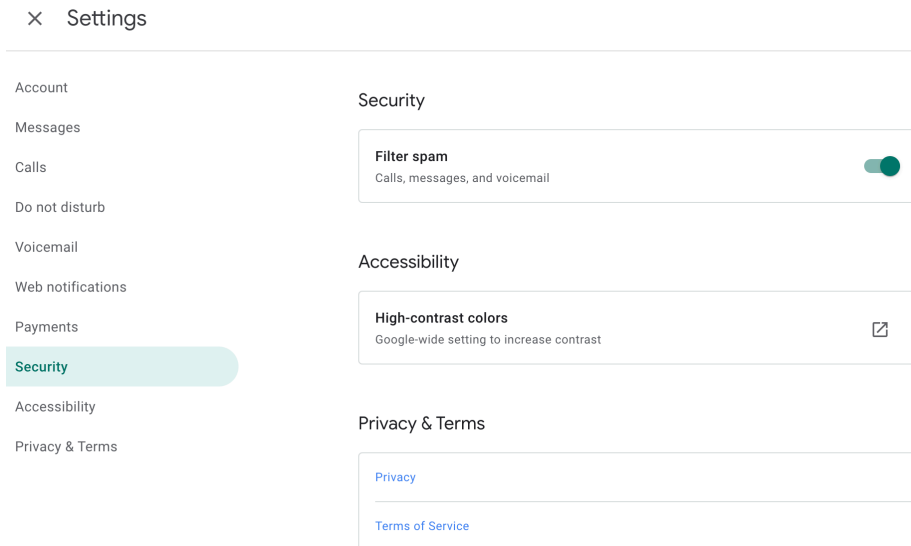 Settings
Account
Messages
Calls
Do not disturb
Voicemail
Web notifications
Payments
Security
Accessibility
Privacy & Terms
Security
Filter spam
Calls, messages, and voicemail
Accessibility
High-contrast colors
Google-wide setting to increase contrast
Privacy & Terms
Privacy
Terms of Service